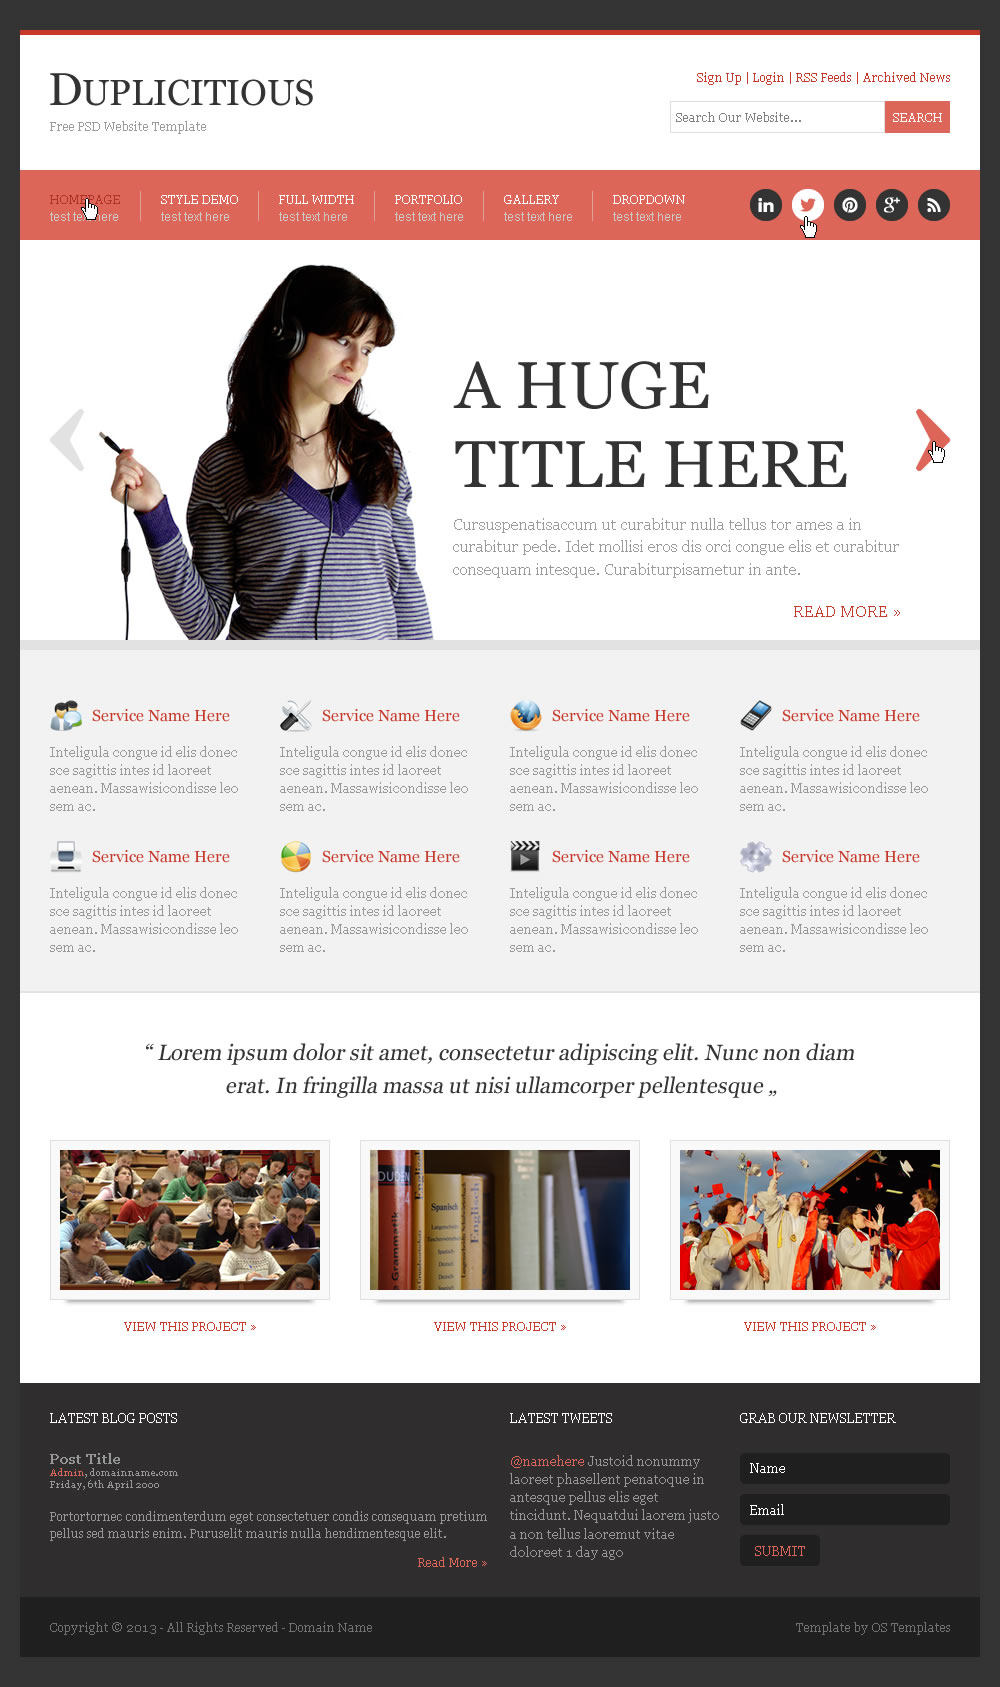 DUPLICITIOUS
Free PSD Website Template
Sign Up | Login | RSS Feeds | Archived News
Search Our Website...
SEARCH
HOMEPAGE
test text here
STYLE DEMO
test text here
FULL WIDTH
test text here
PORTFOLIO
test text here
GALLERY
test text here
DROPDOWN
test text here
A HUGE
TITLE HERE
Cursuspenatisaccum ut curabitur nulla tellus tor ames a in
curabitur pede. Idet mollisi eros dis orci congue elis et curabitur
consequam intesque. Curabiturpisametur in ante.
READ MORE »
Service Name Here
Inteligula congue id elis donec
sce sagittis intes id laoreet
aenean. Massawisicondisse leo
sem ac.
Service Name Here
Inteligula congue id elis donec
sce sagittis intes id laoreet
aenean. Massawisicondisse leo
sem ac.
Service Name Here
Inteligula congue id elis donec
sce sagittis intes id laoreet
aenean. Massawisicondisse leo
sem ac.
Service Name Here
Inteligula congue id elis donec
sce sagittis intes id laoreet
aenean. Massawisicondisse leo
sem ac.
Service Name Here
Inteligula congue id elis donec
sce sagittis intes id laoreet
aenean. Massawisicondisse leo
sem ac.
Service Name Here
Inteligula congue id elis donec
sce sagittis intes id laoreet
aenean. Massawisicondisse leo
sem ac.
Service Name Here
Inteligula congue id elis donec
sce sagittis intes id laoreet
aenean. Massawisicondisse leo
sem ac.
Service Name Here
Inteligula congue id elis donec
sce sagittis intes id laoreet
aenean. Massawisicondisse leo
sem ac.
“ Lorem ipsum dolor sit amet, consectetur adipiscing elit. Nunc non diam
erat. In fringilla massa ut nisi ullamcorper pellentesque „
DUDEN
Grammatik
Spanisch
Englisch
VIEW THIS PROJECT »
VIEW THIS PROJECT »
VIEW THIS PROJECT »
LATEST BLOG POSTS
Post Title
Admin, domainname.com
Friday, 6th April 2000
Portortornec condimenterdum eget consectetuer condis consequam pretium
pellus sed mauris enim. Puruselit mauris nulla hendimentesque elit.
Read More »
LATEST TWEETS
@namehere Justoid nonummy
laoreet phasellent penatoque in
antesque pellus elis eget
tincidunt. Nequatdui laorem justo
a non tellus laoremut vitae
doloreet 1 day ago
GRAB OUR NEWSLETTER
Name
Email
SUBMIT
Copyright © 2013 - All Rights Reserved - Domain Name
Template by OS Templates